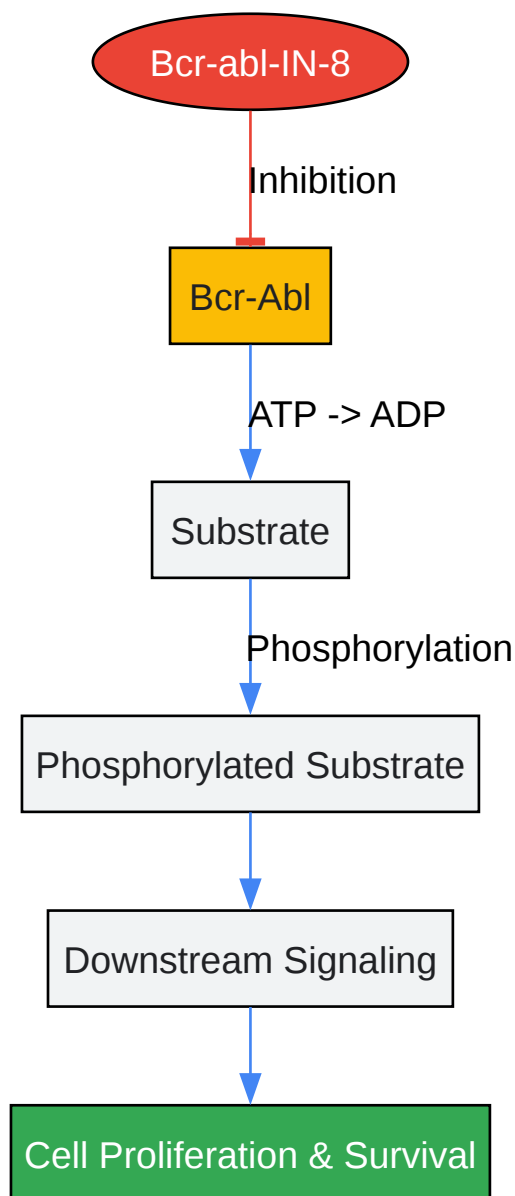 Bcr-abl-IN-8
Inhibition
Bcr-Abl
ATP -> ADP
Substrate
Phosphorylation
Phosphorylated Substrate
Downstream Signaling
Cell Proliferation & Survival